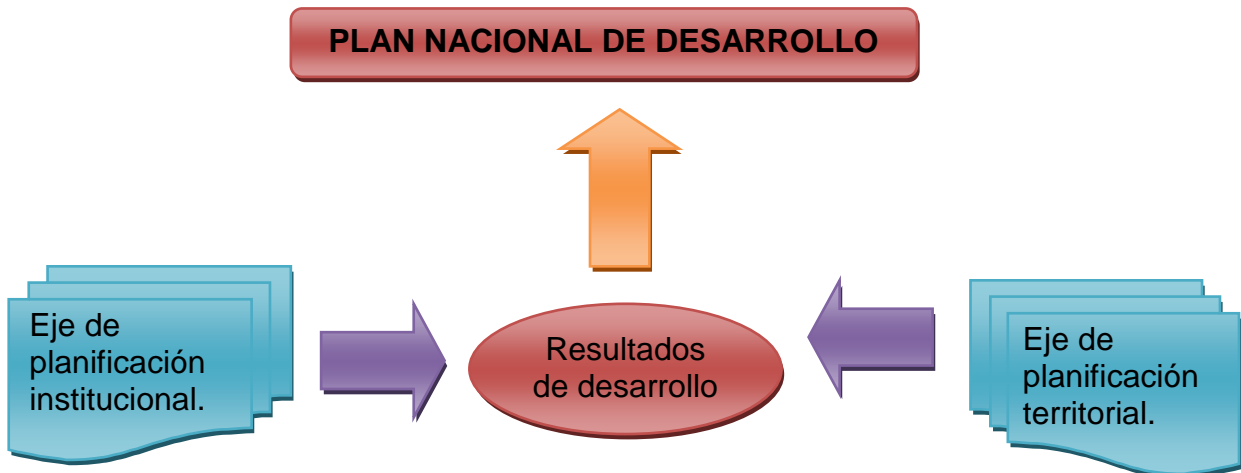 PLAN NACIONAL DE DESARROLLO
Eje de
planificación
institucional.
Resultados
de desarrollo
Eje de
planificación
territorial.